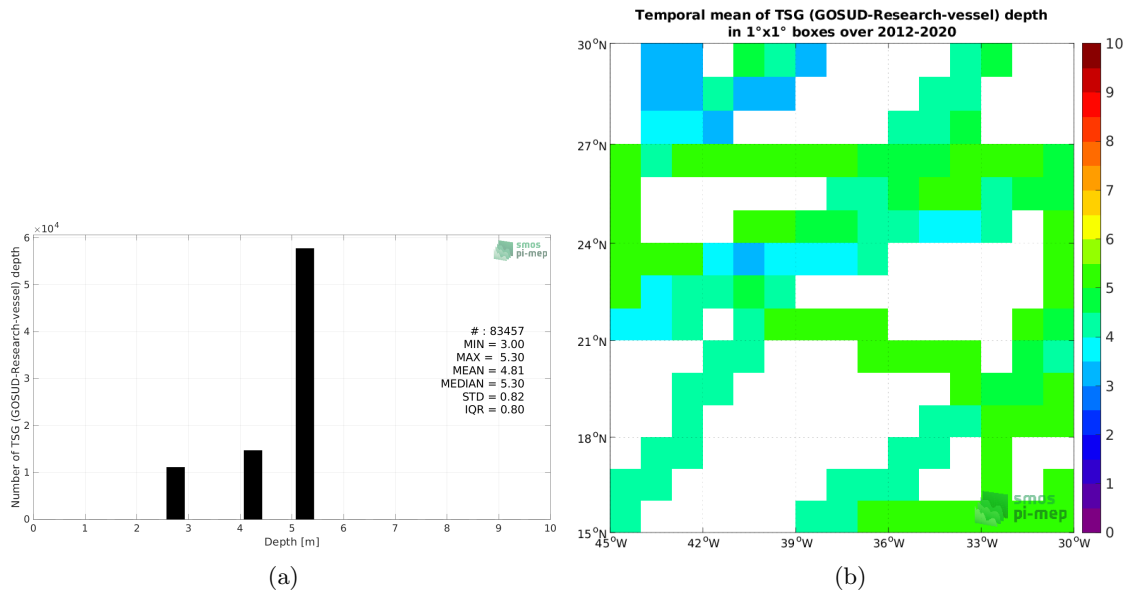 ×10⁴
6
5
4
3
2
1
0
Number of TSG (GOSUD-Research-vessel) depth
smos
pi-mep
# : 83457
MIN = 3.00
MAX = 5.30
MEAN = 4.81
MEDIAN = 5.30
STD = 0.82
IQR = 0.80
0 1 2 3 4 5 6 7 8 9 10
Depth [m]
(a)
Temporal mean of TSG (GOSUD-Research-vessel) depth
in 1°x1° boxes over 2012-2020
30°N
27°N
24°N
21°N
18°N
15°N
45°W 42°W 39°W 36°W 33°W 30°W
smos
pi-mep
10
9
8
7
6
5
4
3
2
1
0
(b)